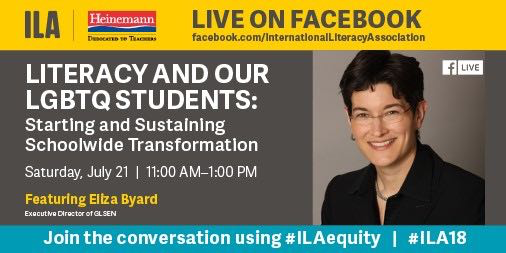 ILA
Heinemann
DEDICATED TO TEACHERS
LIVE ON FACEBOOK
facebook.com/InternationalLiteracyAssociation
LIVE
LITERACY AND OUR
LGBTQ STUDENTS:
Starting and Sustaining
Schoolwide Transformation
Saturday, July 21 | 11:00 AM–1:00 PM
Featuring Eliza Byard
Executive Director of GLSEN
Join the conversation using #ILAequity | #ILA18